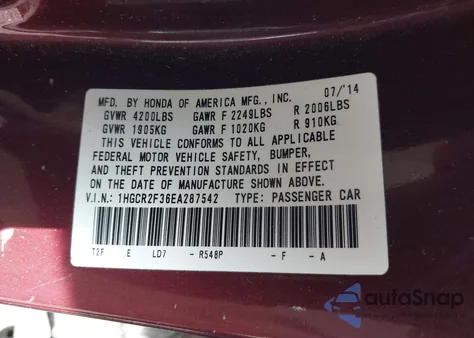 MFD. BY HONDA OF AMERICA MFG., INC. 07/14
GVWR 4200LBS GAWR F 2249LBS R 2006LBS
GVWR 1905KG GAWR F 1020KG R 910KG
THIS VEHICLE CONFORMS TO ALL APPLICABLE
FEDERAL MOTOR VEHICLE SAFETY, BUMPER,
AND THEFT PREVENTION STANDARDS IN EFFECT
ON THE DATE OF MANUFACTURE SHOWN ABOVE.
V.I.N.: 1HGCR2F36EA287542 TYPE: PASSENGER CAR
T2F E LD7 - R548P - F - A
autoSnap